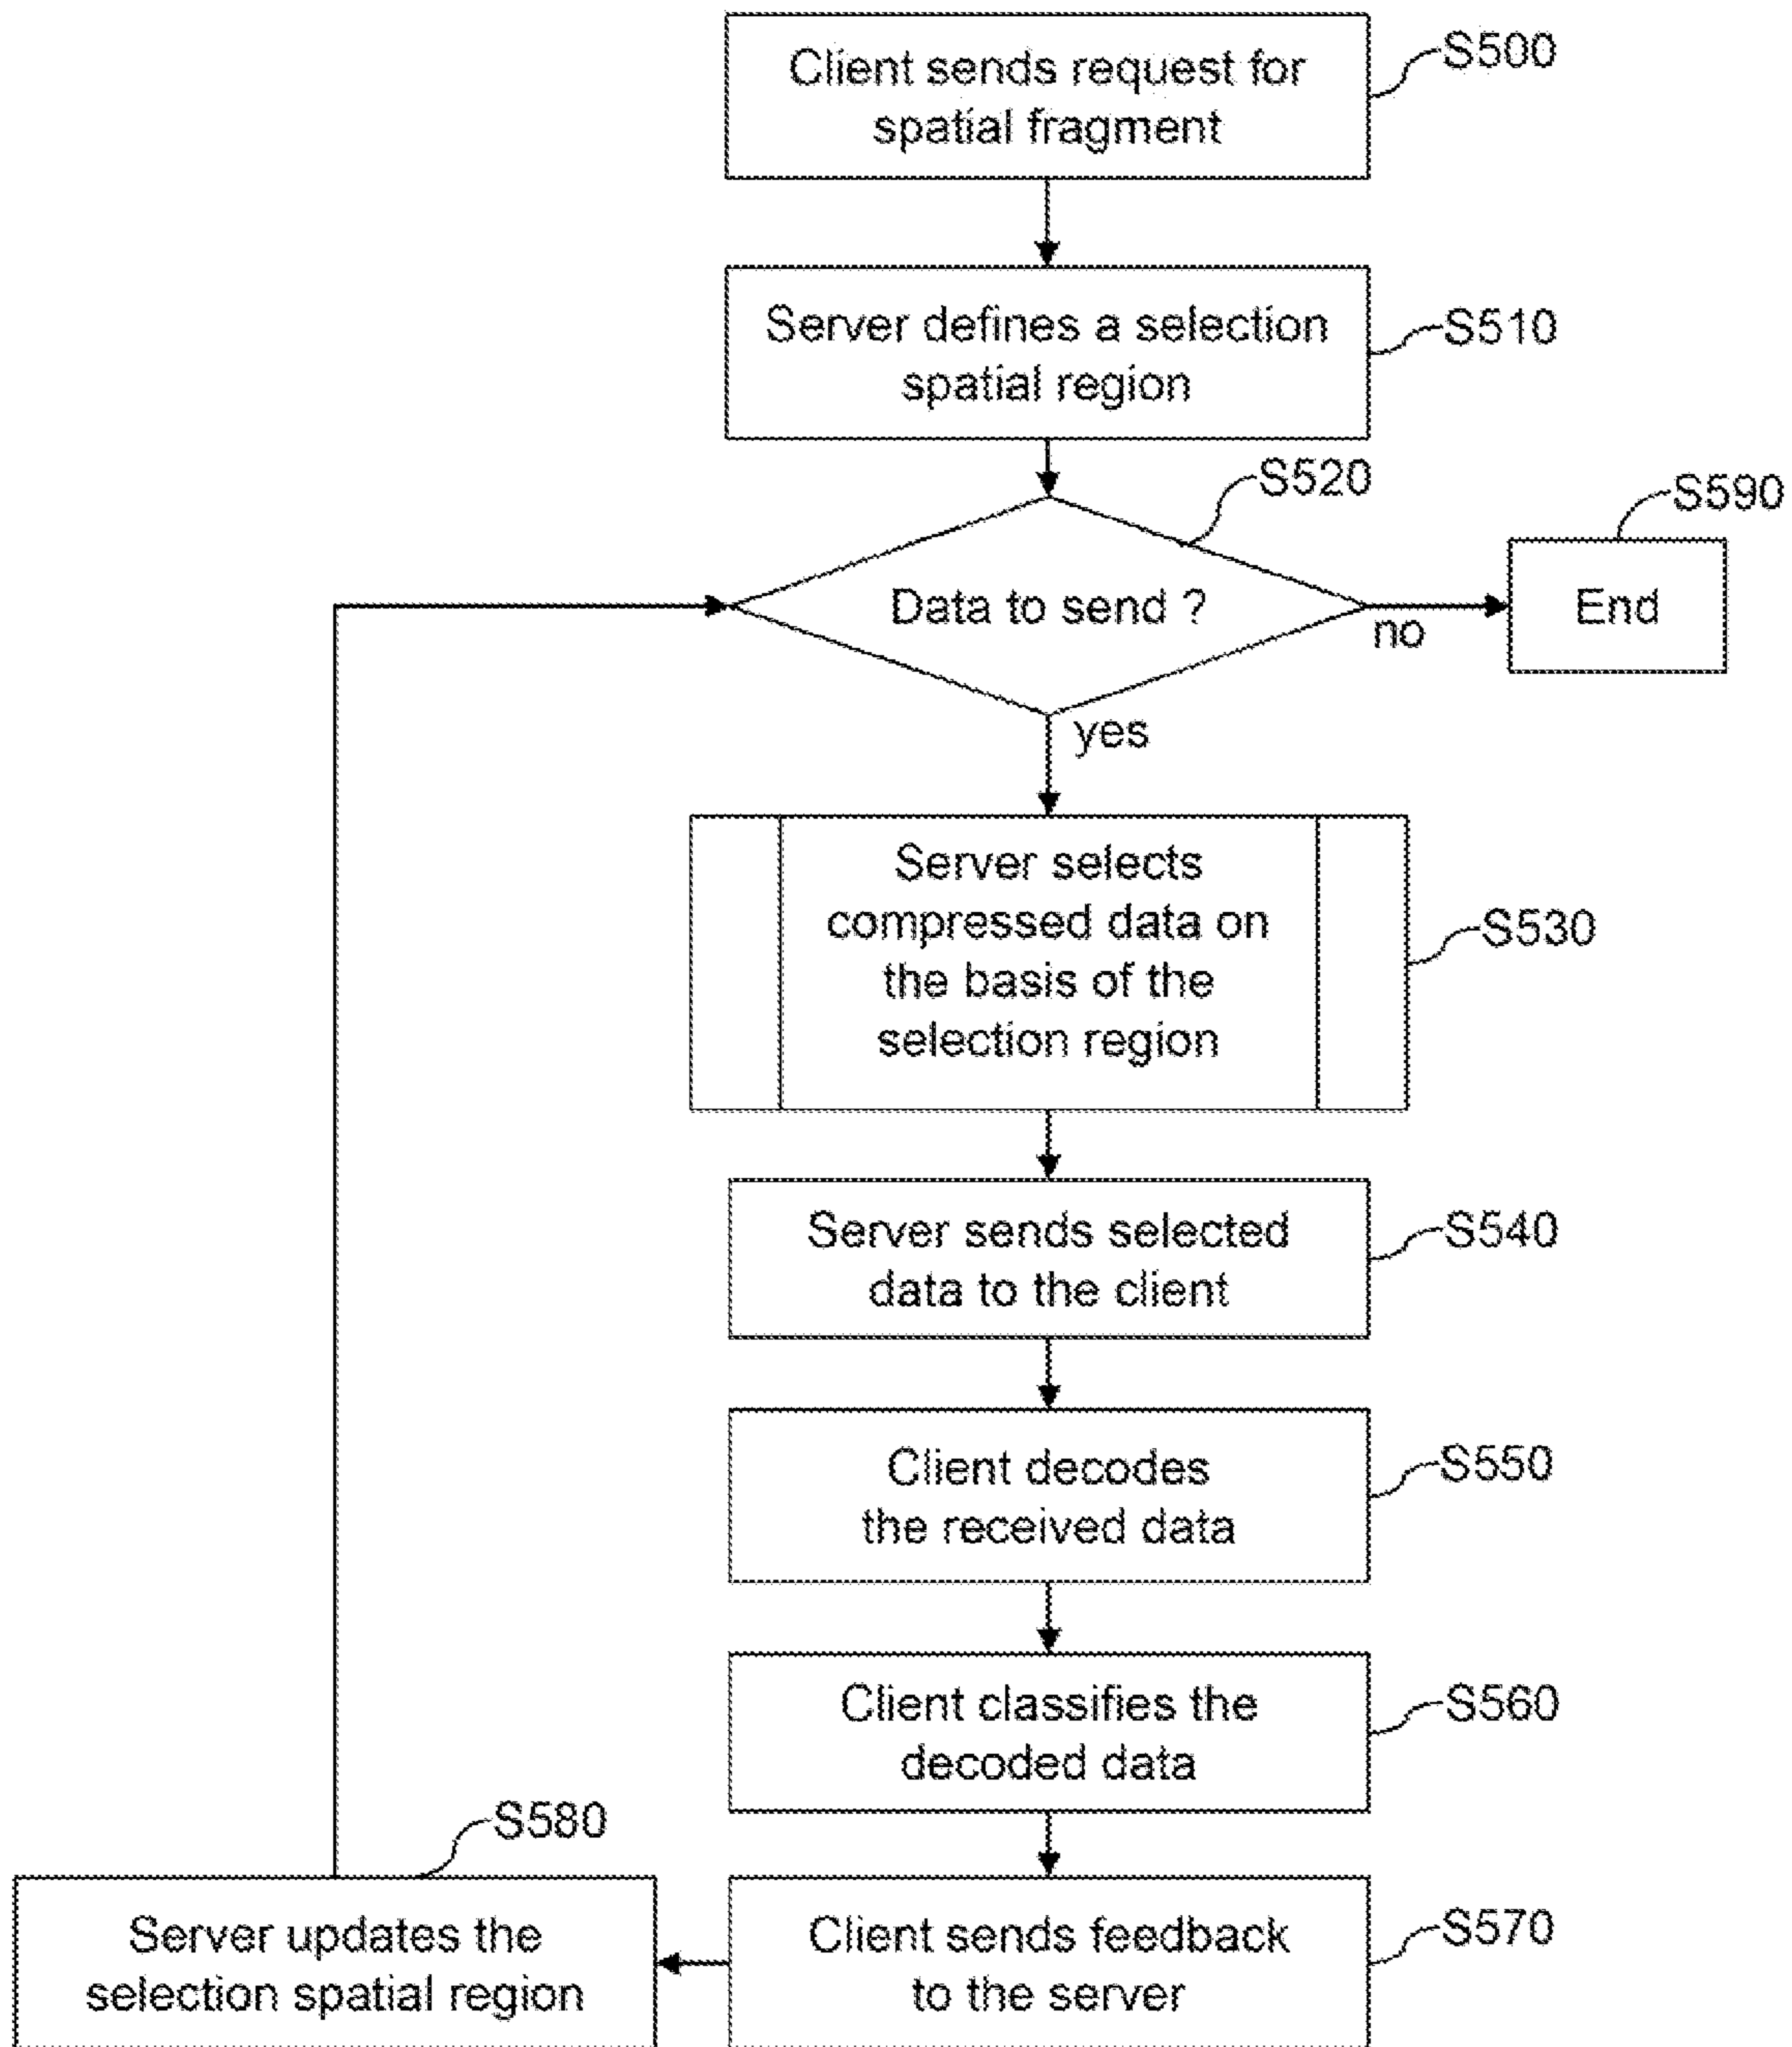 Client sends request for
spatial fragment
S500
Server defines a selection
spatial region
S510
S520
Data to send ?
no
S590
End
yes
Server selects
compressed data on
the basis of the
selection region
S530
Server sends selected
data to the client
S540
Client decodes
the received data
S550
Client classifies the
decoded data
S560
Client sends feedback
to the server
S570
S580
Server updates the
selection spatial region